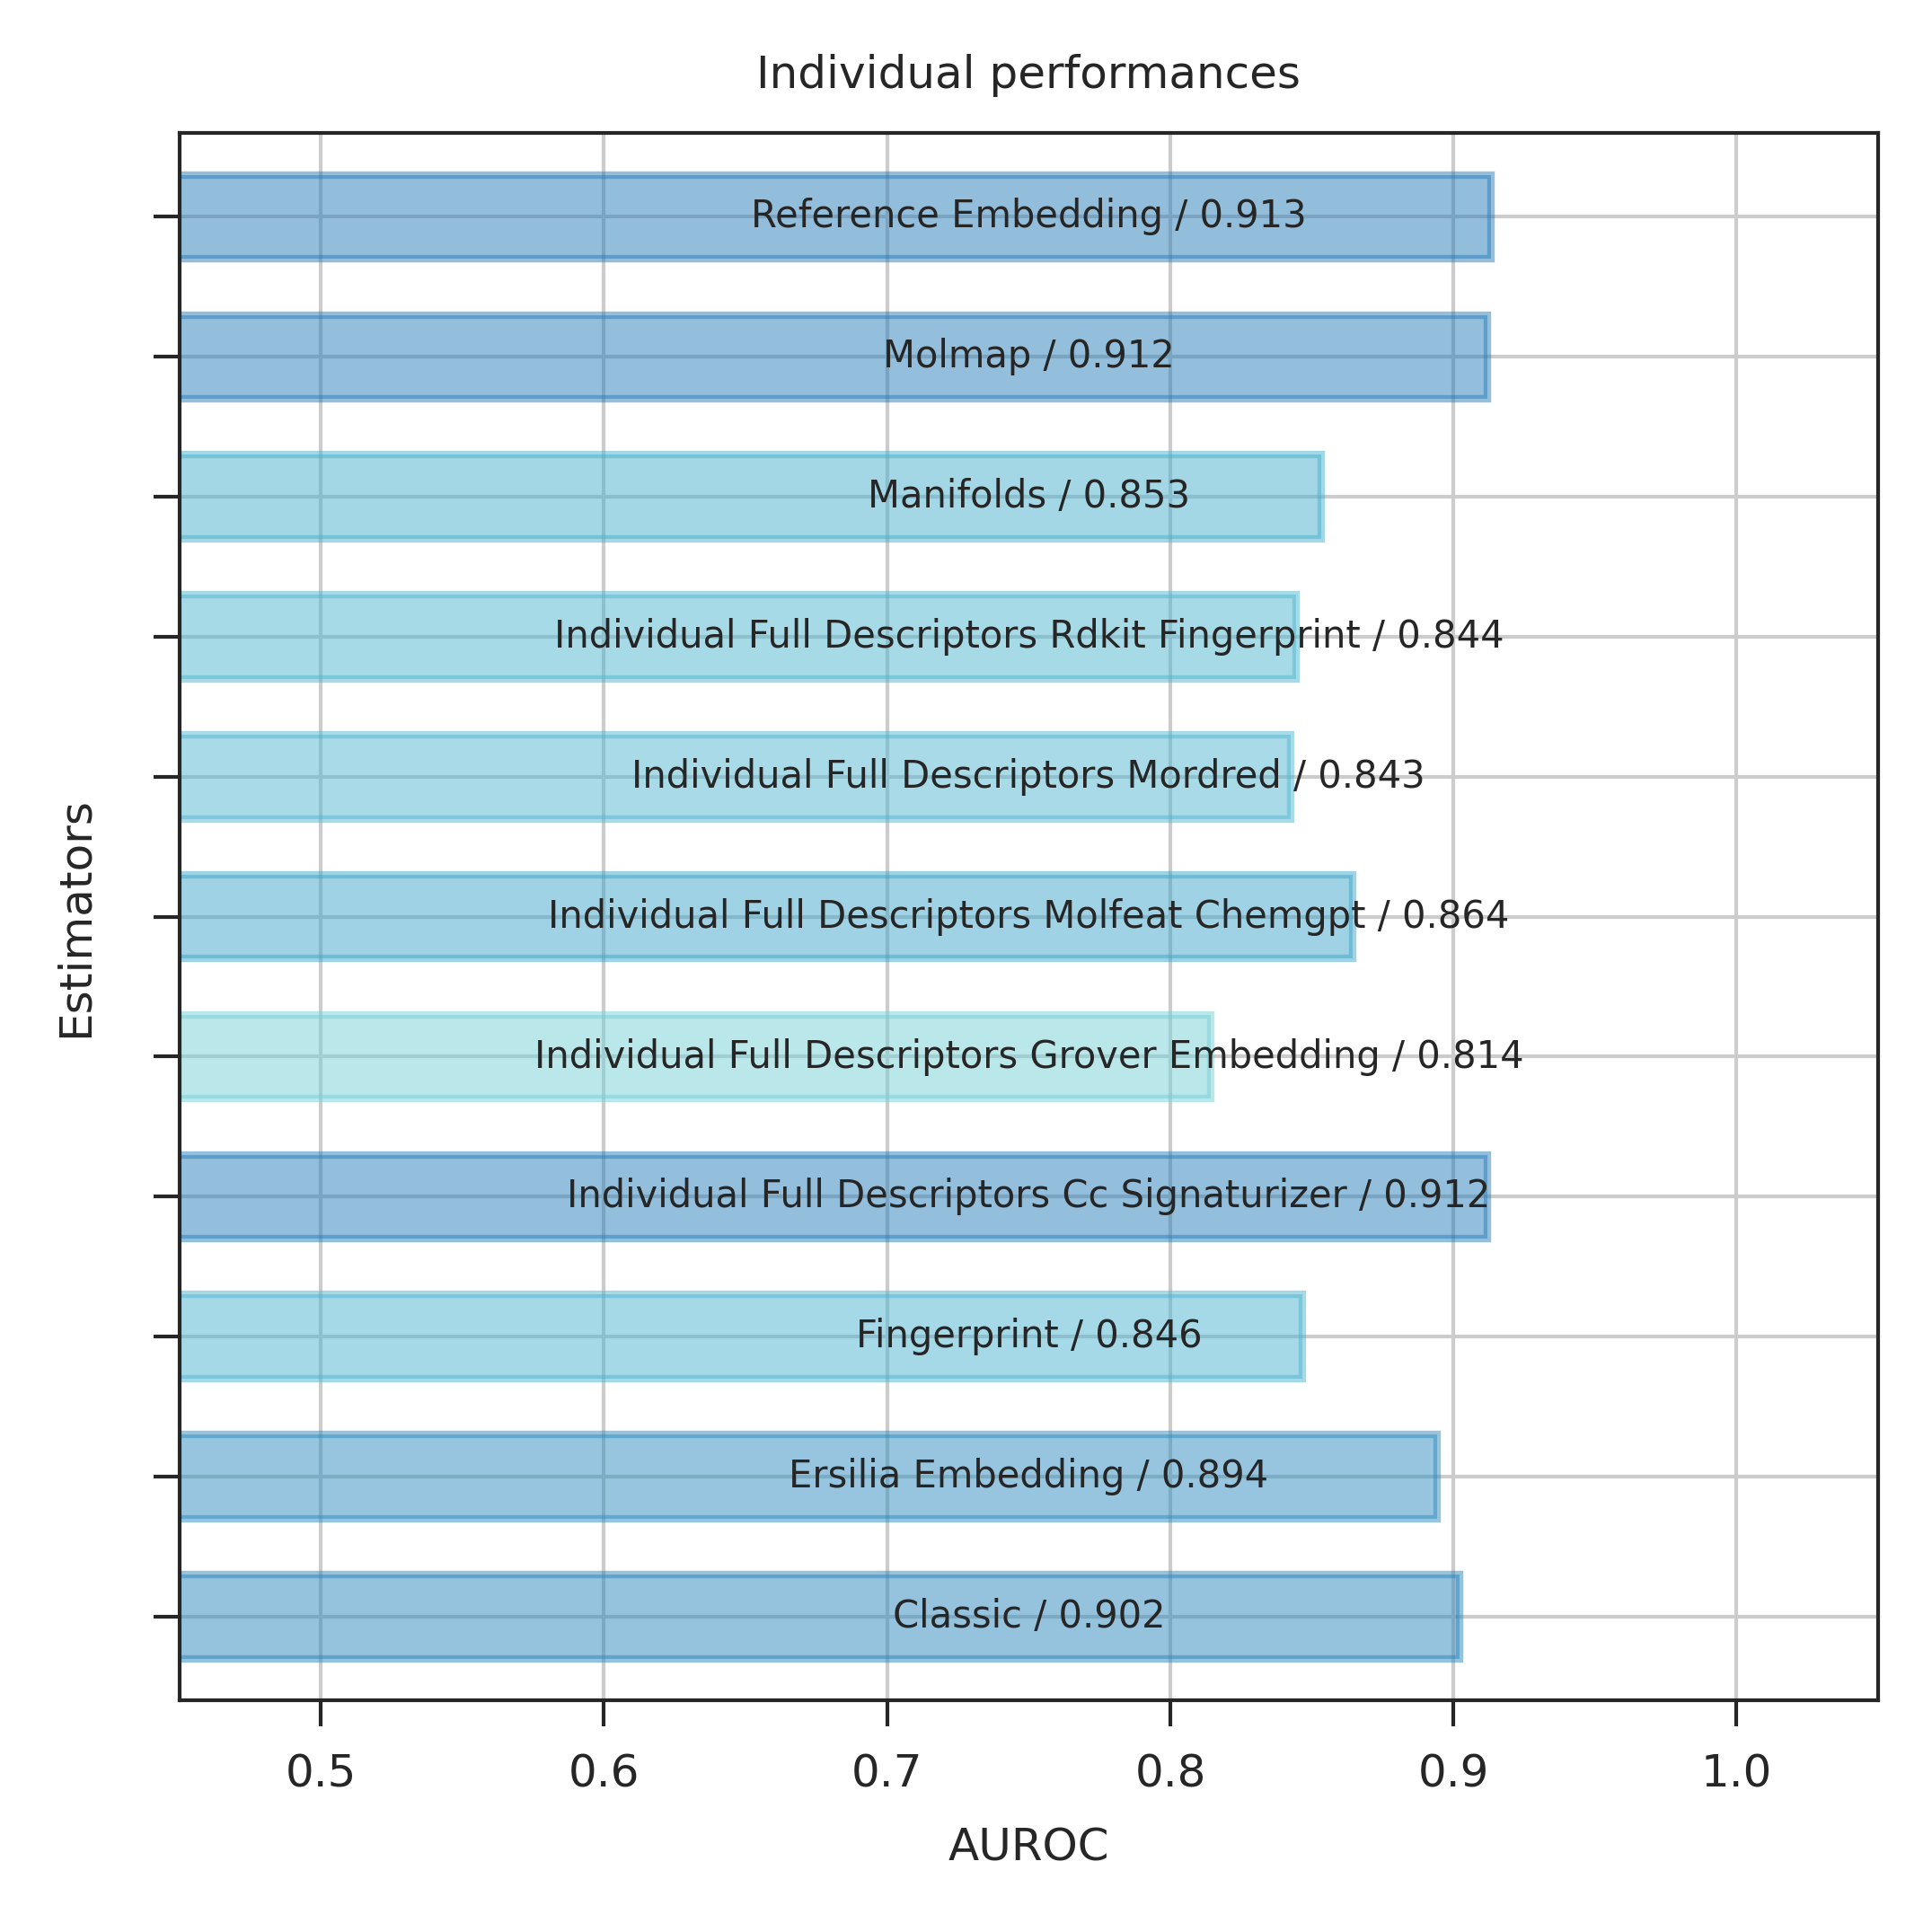 Individual performances
Reference Embedding / 0.913
Molmap / 0.912
Manifolds / 0.853
Individual Full Descriptors Rdkit Fingerprint / 0.844
Individual Full Descriptors Mordred / 0.843
Individual Full Descriptors Molfeat Chemgpt / 0.864
Individual Full Descriptors Grover Embedding / 0.814
Individual Full Descriptors Cc Signaturizer / 0.912
Fingerprint / 0.846
Ersilia Embedding / 0.894
Classic / 0.902
Estimators
0.5 0.6 0.7 0.8 0.9 1.0
AUROC